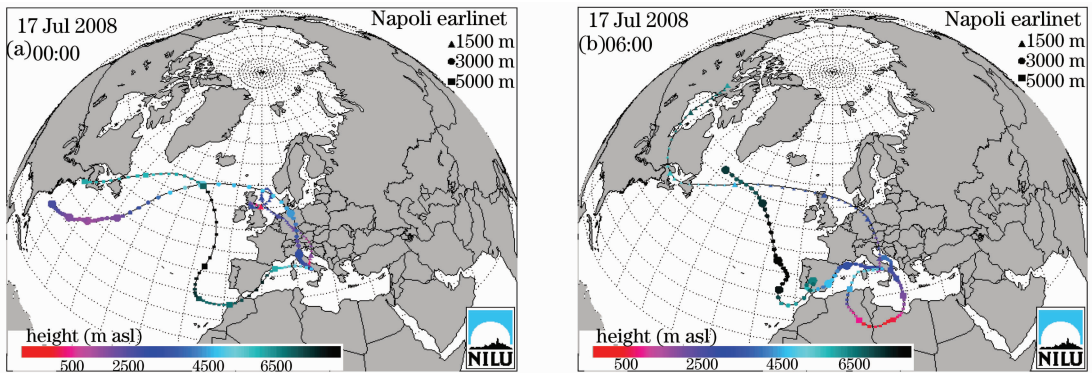 17 Jul 2008
(a)00:00
Napoli earlinet
▲1500 m
●3000 m
■5000 m
height (m asl)
500 2500 4500 6500
NILU
17 Jul 2008
(b)06:00
Napoli earlinet
▲1500 m
●3000 m
■5000 m
height (m asl)
500 2500 4500 6500
NILU